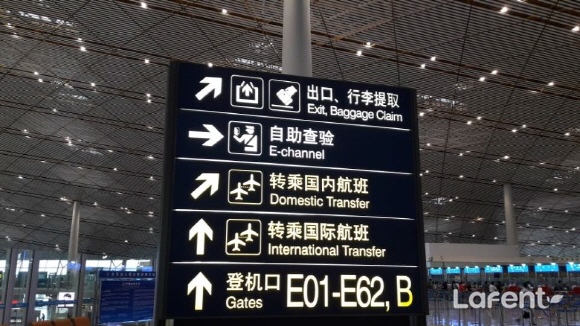 出口、行李提取
Exit, Baggage Claim
自助查验
E-channel
转乘国内航班
Domestic Transfer
转乘国际航班
International Transfer
登机口
Gates
E01-E62, B
Lafent